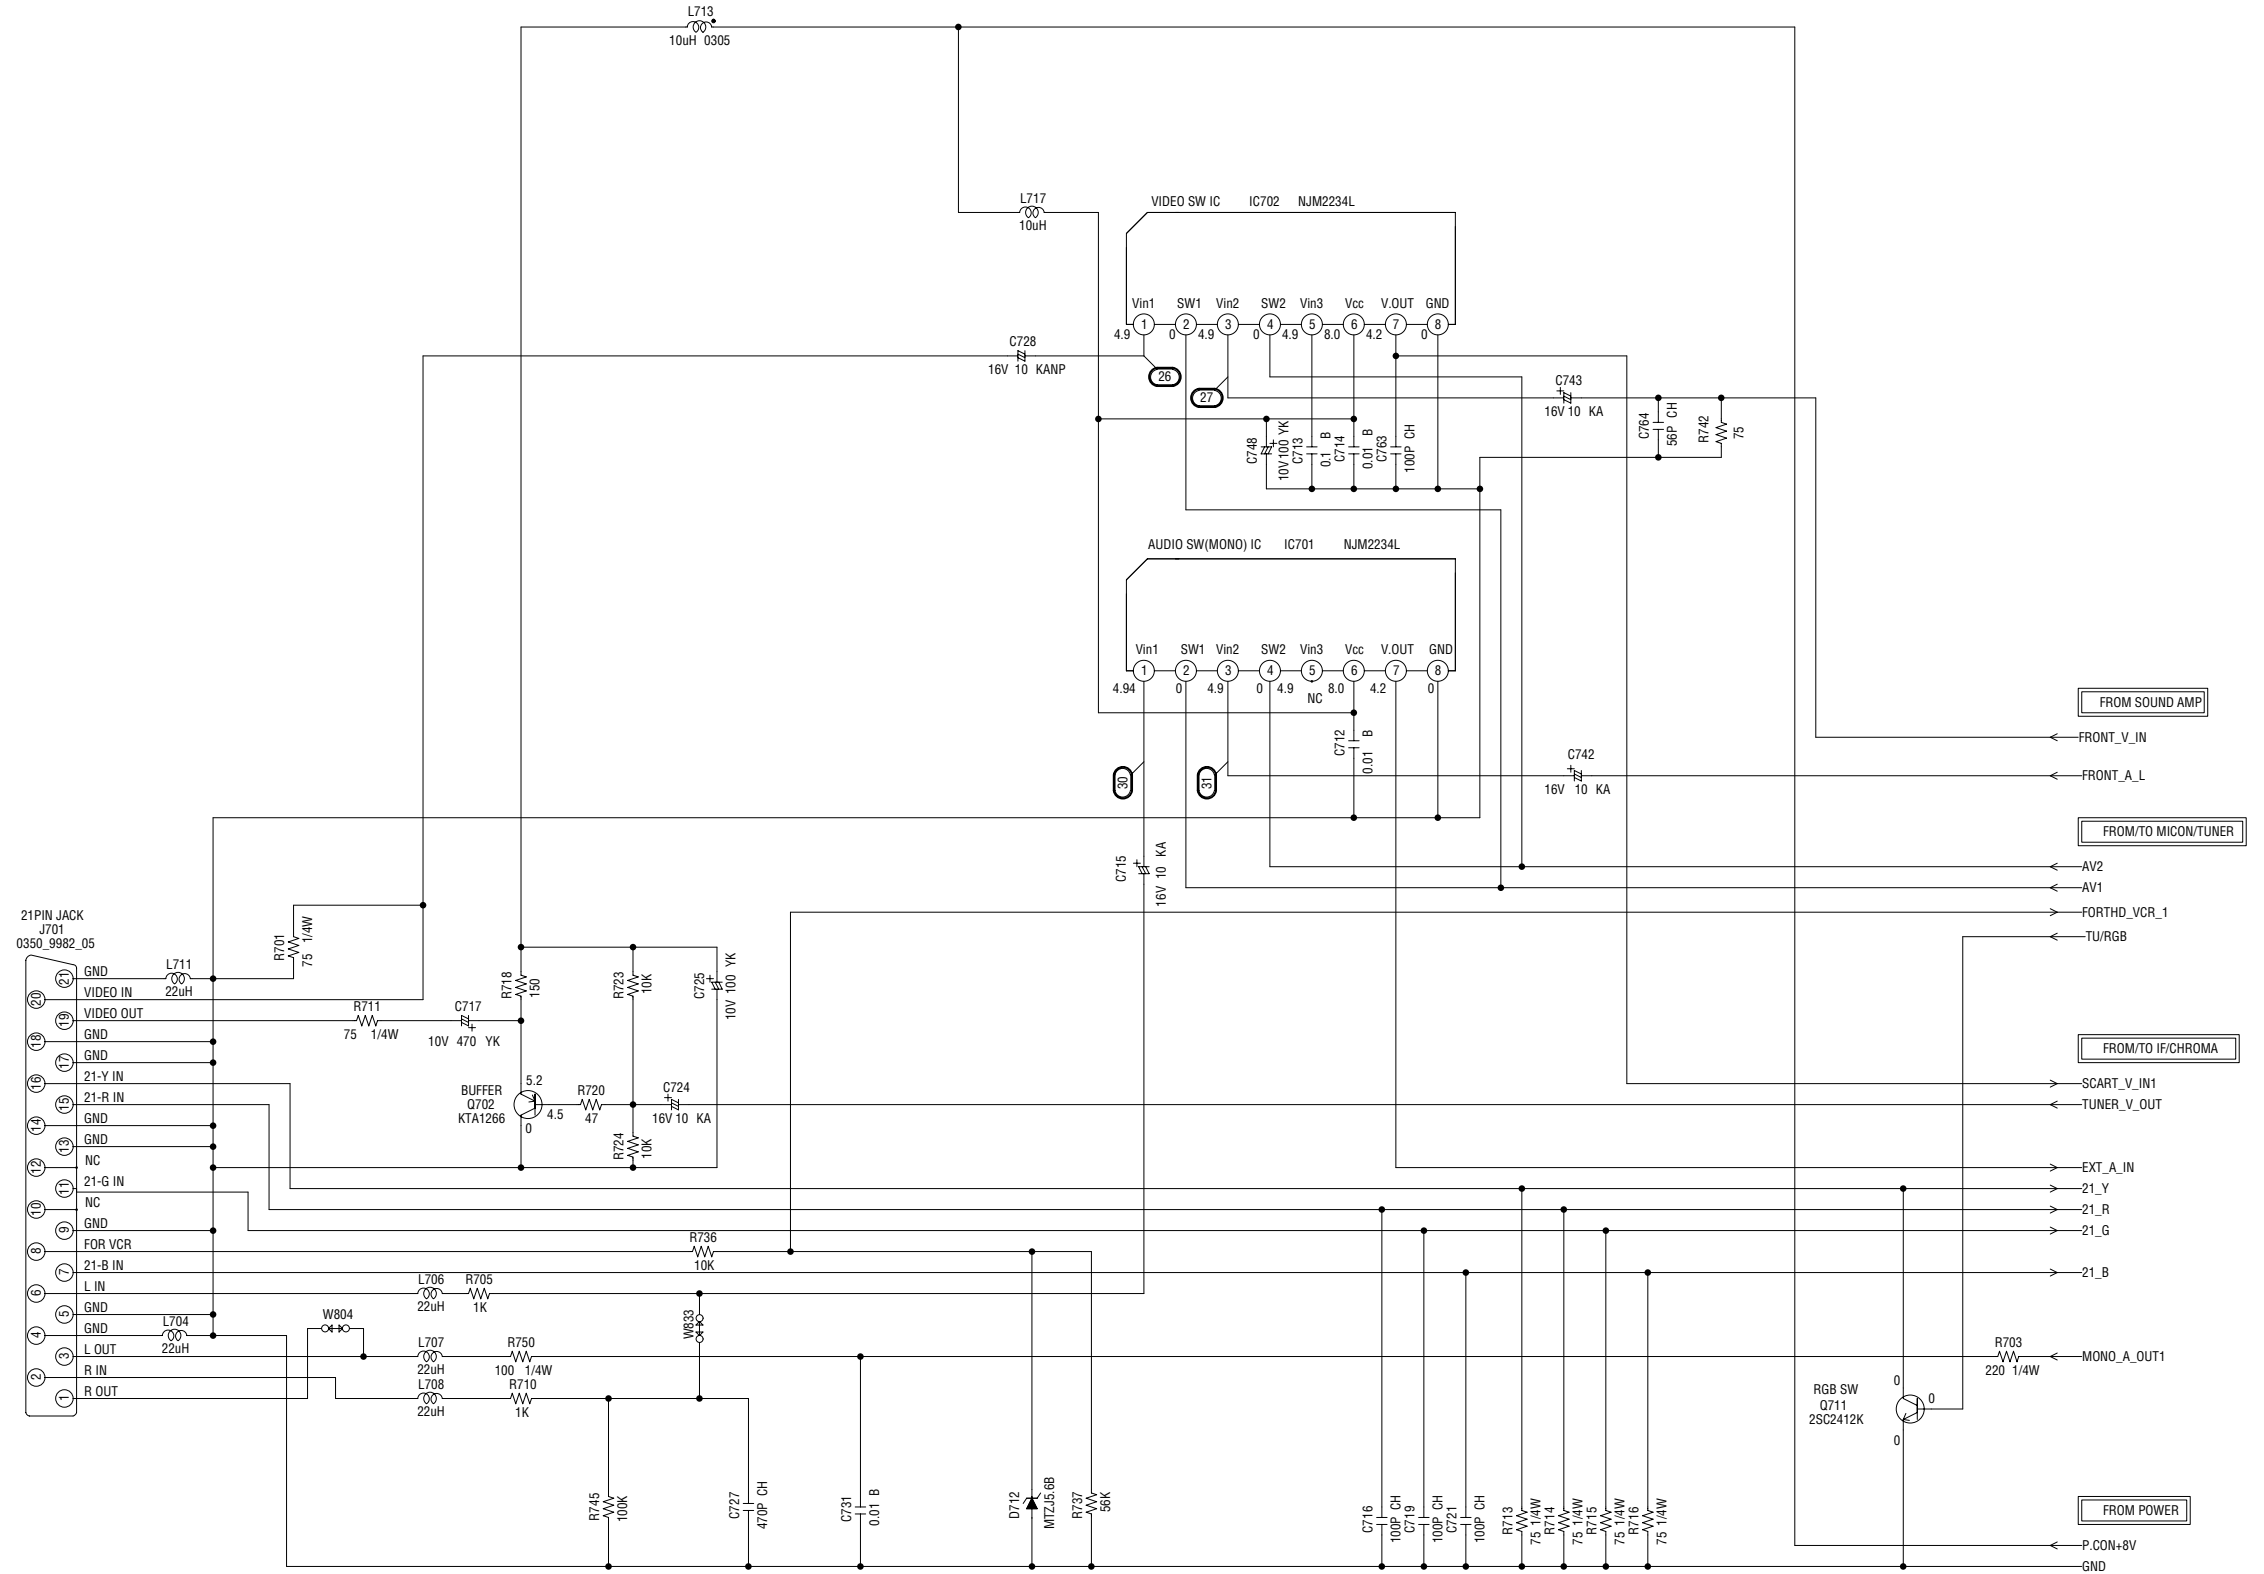 L713
10uH 0305
L717
10uH
VIDEO SW IC IC702 NJM2234L
Vin1 SW1 Vin2 SW2 Vin3 Vcc V.OUT GND
1 2 3 4 5 6 7 8
4.9 0 4.9 0 4.9 8.0 4.2 0
C728
16V 10 KANP
26
27
C743
16V 10 KA
C764
56P CH
R742
75
C748
10V 100 YK
C713
0.1 B
C714
0.01 B
C763
100P CH
AUDIO SW(MONO) IC IC701 NJM2234L
Vin1 SW1 Vin2 SW2 Vin3 Vcc V.OUT GND
1 2 3 4 5 6 7 8
4.94 0 4.9 0 4.9 8.0 4.2 0
NC
C712
0.01 B
30
31
C742
16V 10 KA
C715
16V 10 KA
FROM SOUND AMP
FRONT_V_IN
FRONT_A_L
FROM/TO MICON/TUNER
AV2
AV1
FORTHD_VCR_1
TU/RGB
FROM/TO IF/CHROMA
SCART_V_IN1
TUNER_V_OUT
EXT_A_IN
21_Y
21_R
21_G
21_B
MONO_A_OUT1
FROM POWER
P.CON+8V
GND
21PIN JACK
J701
0350_9982_05
21 GND
20 VIDEO IN
19 VIDEO OUT
18 GND
17 GND
16 21-Y IN
15 21-R IN
14 GND
13 GND
12 NC
11 21-G IN
10 NC
9 GND
8 FOR VCR
7 21-B IN
6 L IN
5 GND
4 GND
3 L OUT
2 R IN
1 R OUT
L711
22uH
R701
75 1/4W
R711
75 1/4W
C717
10V 470 YK
R718
150
R723
10K
C725
10V 100 YK
BUFFER
Q702
KTA1266
5.2
4.5
0
R720
47
C724
16V 10 KA
R724
10K
R736
10K
L706
22uH
R705
1K
W804
L704
22uH
W833
L707
22uH
R750
100 1/4W
L708
22uH
R710
1K
R745
100K
C727
470P CH
C731
0.01 B
D712
MTZJ5.6B
R737
56K
C716
100P CH
C719
100P CH
C721
100P CH
R713
75 1/4W
R714
75 1/4W
R715
75 1/4W
R716
75 1/4W
R703
220 1/4W
RGB SW
Q711
2SC2412K
0
0
0